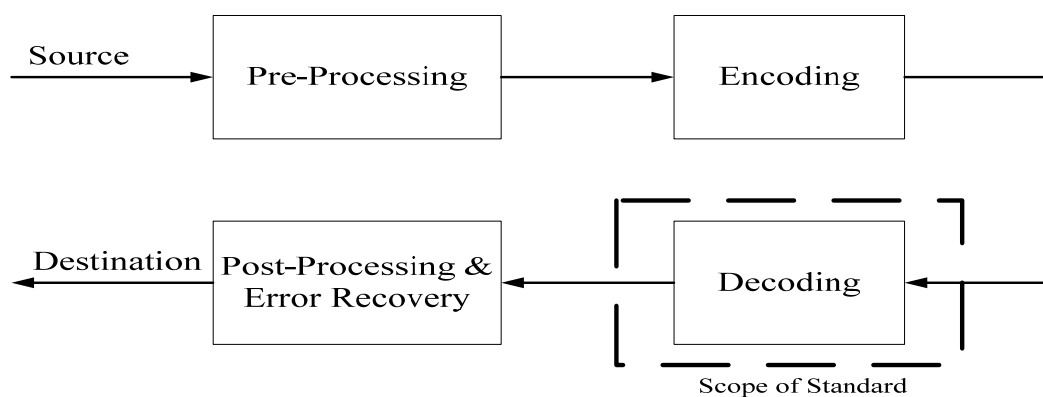 Source
Pre-Processing
Encoding
Destination
Post-Processing &
Error Recovery
Decoding
Scope of Standard